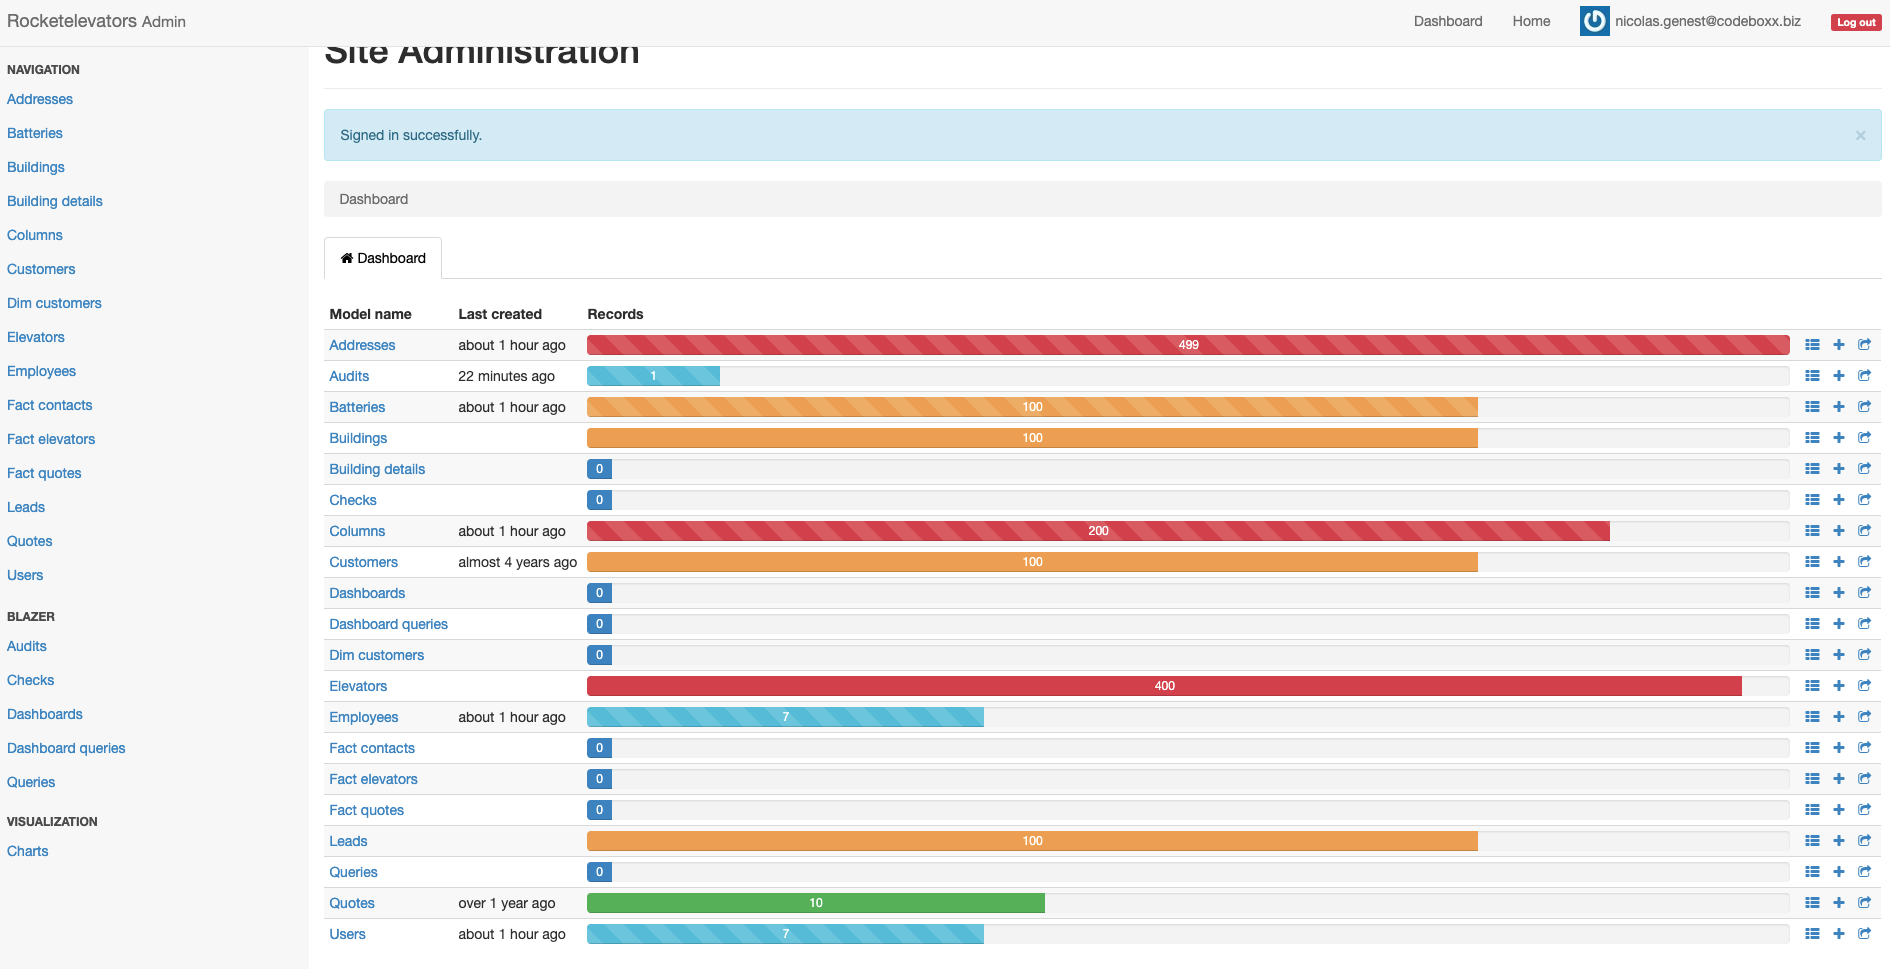 Rocketelevators Admin
Dashboard Home nicolas.genest@codeboxx.biz Log out
NAVIGATION
Addresses
Batteries
Buildings
Building details
Columns
Customers
Dim customers
Elevators
Employees
Fact contacts
Fact elevators
Fact quotes
Leads
Quotes
Users
BLAZER
Audits
Checks
Dashboards
Dashboard queries
Queries
VISUALIZATION
Charts
Site Administration
Signed in successfully. ×
Dashboard
Dashboard
Model name Last created Records
Addresses about 1 hour ago 499
Audits 22 minutes ago 1
Batteries about 1 hour ago 100
Buildings 100
Building details 0
Checks 0
Columns about 1 hour ago 200
Customers almost 4 years ago 100
Dashboards 0
Dashboard queries 0
Dim customers 0
Elevators 400
Employees about 1 hour ago 7
Fact contacts 0
Fact elevators 0
Fact quotes 0
Leads 100
Queries 0
Quotes over 1 year ago 10
Users about 1 hour ago 7